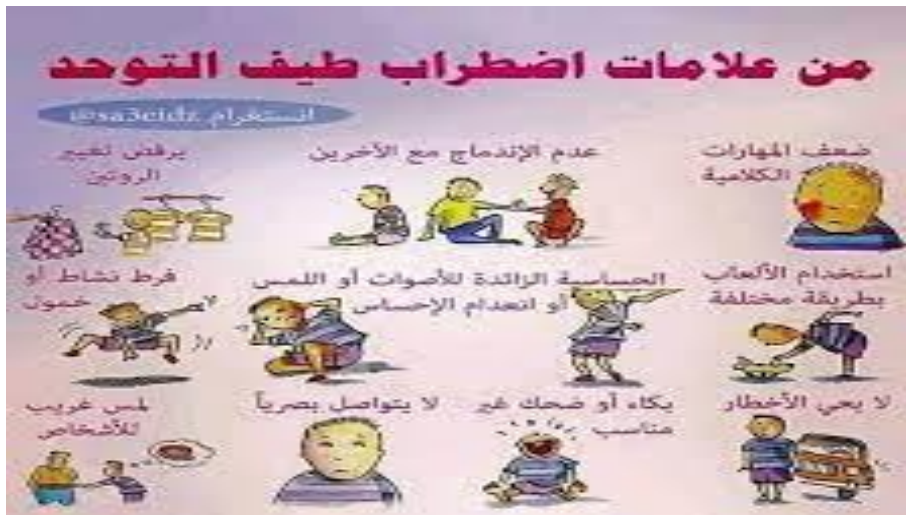 من علامات اضطراب طيف التوحد
انستغرام @sa3eidz
ضعف المهارات
الكلامية
عدم الإندماج مع الآخرين
يرفض تغيير
الروتين
استخدام الألعاب
بطريقة مختلفة
الحساسية الزائدة للأصوات أو اللمس
أو انعدام الإحساس
فرط نشاط أو
خمول
لا يعي الأخطار
بكاء أو ضحك غير
مناسب
لا يتواصل بصرياً
لمس غريب
للأشخاص